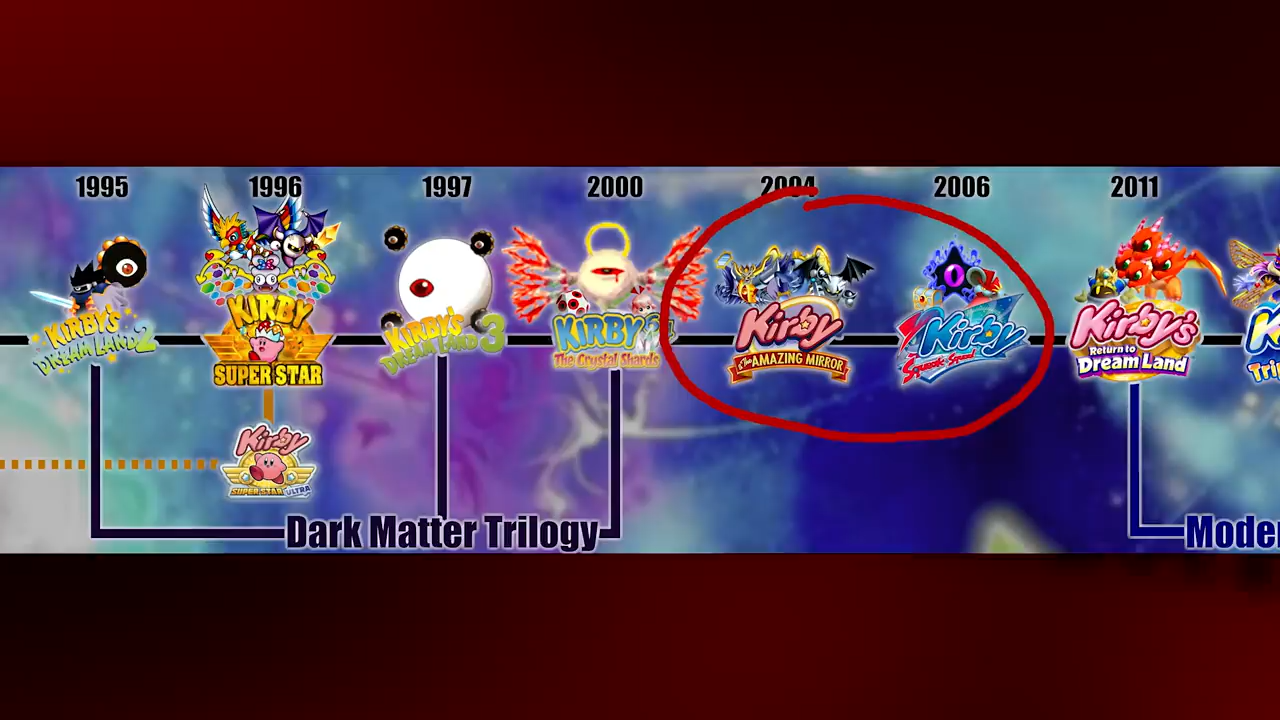 1995
1996
1997
2000
2004
2006
2011
KIRBY'S
DREAM LAND 2
KIRBY
SUPER STAR
KIRBY'S
DREAM LAND 3
KIRBY
The Crystal Shards
Kirby
& The AMAZING MIRROR
Kirby
Squeak Squad
Kirby's
Return to
Dream Land
K
Trip
Kirby
SUPER STAR ULTRA
Dark Matter Trilogy
Moder